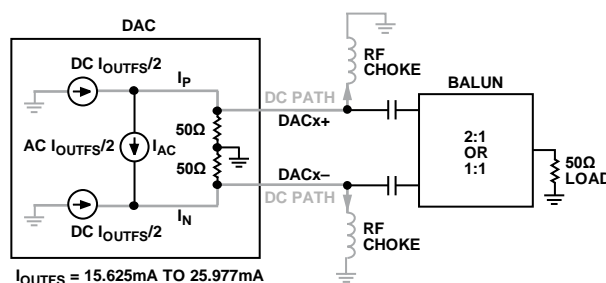 DAC
DC IOUTFS/2
IP
50Ω
AC IOUTFS/2
IAC
50Ω
IN
DC IOUTFS/2
IOUTFS = 15.625mA TO 25.977mA
RF
CHOKE
DC PATH
DACx+
DACx–
DC PATH
RF
CHOKE
BALUN
2:1
OR
1:1
50Ω
LOAD